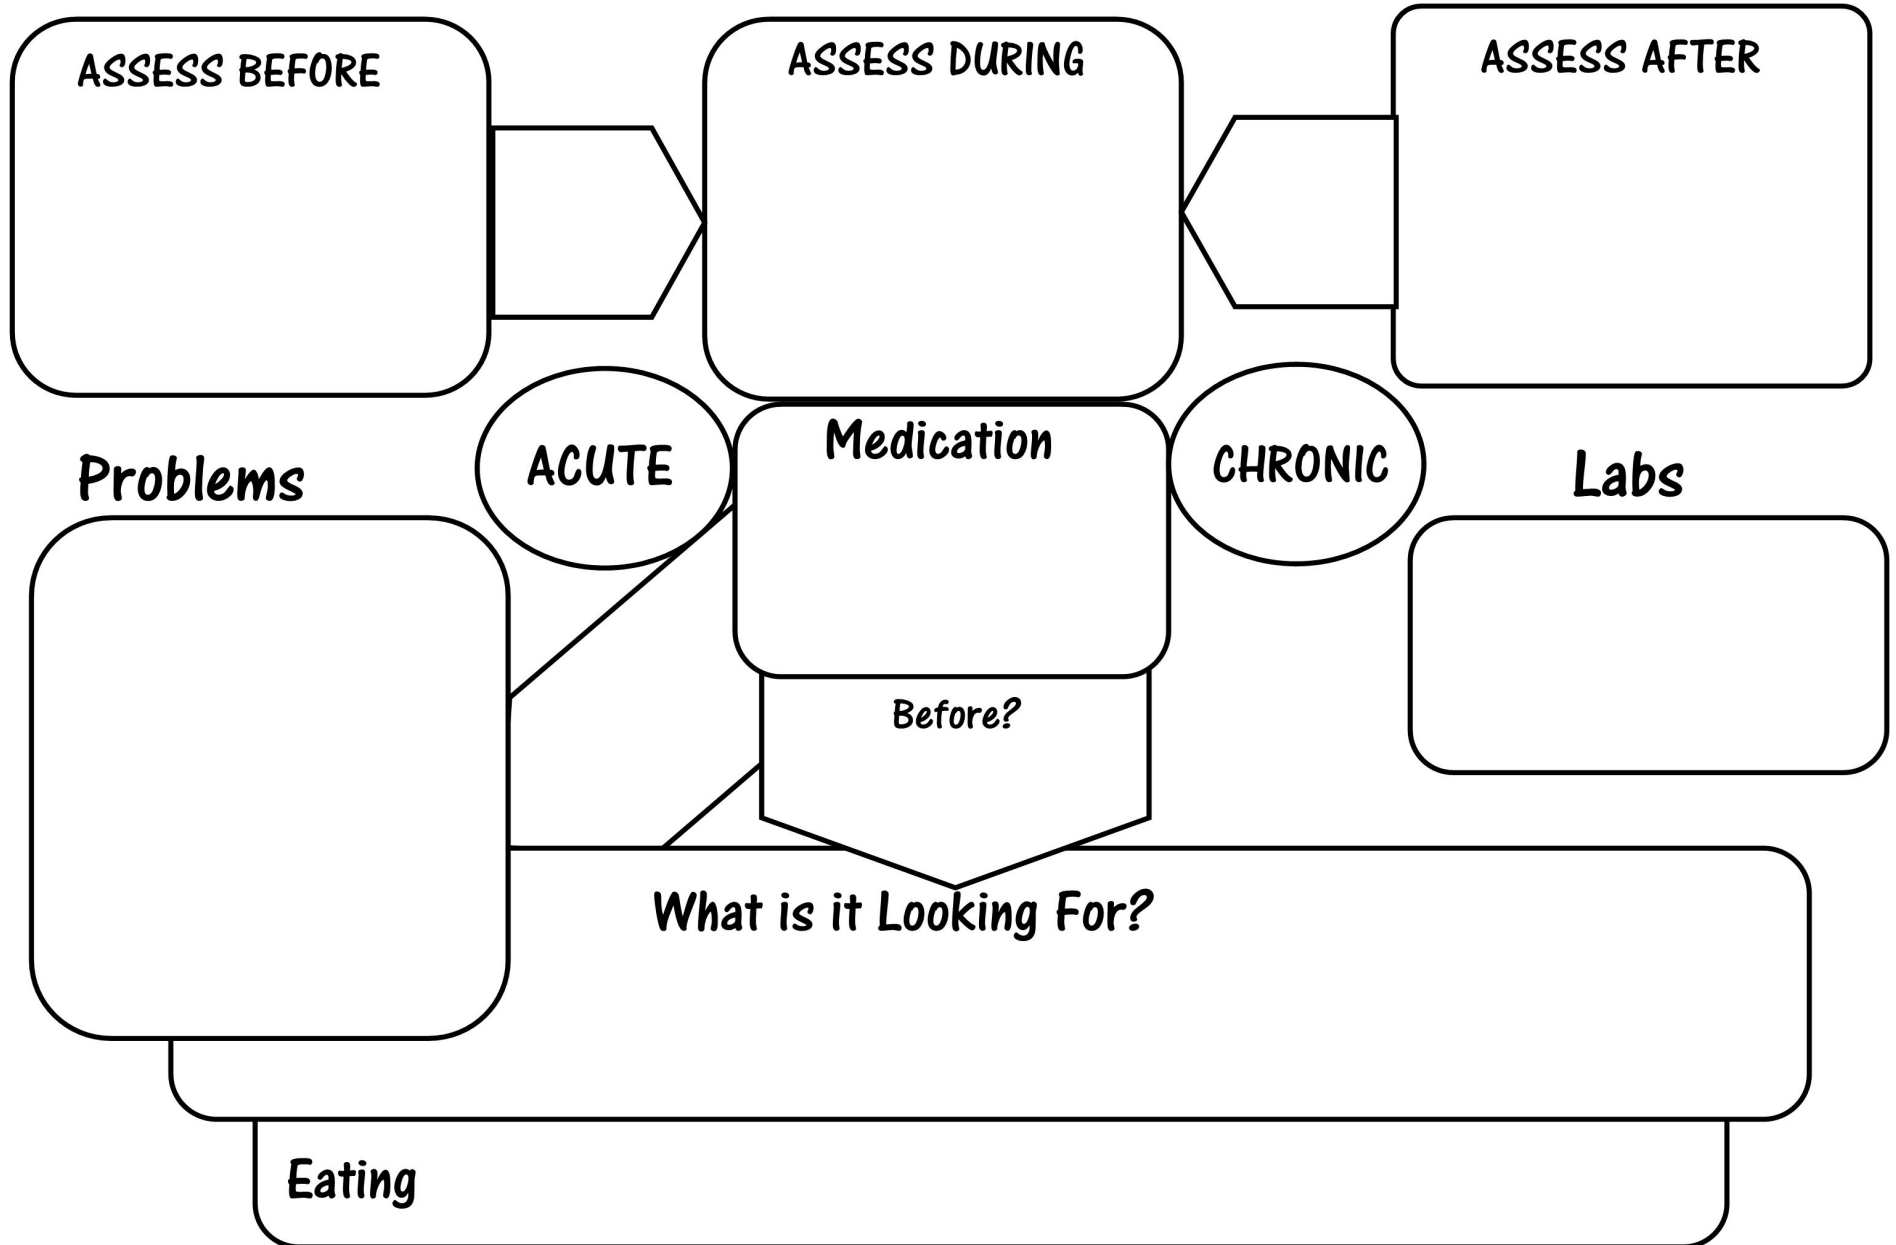 ASSESS BEFORE
ASSESS DURING
ASSESS AFTER
ACUTE
Medication
CHRONIC
Problems
Labs
Before?
What is it Looking For?
Eating